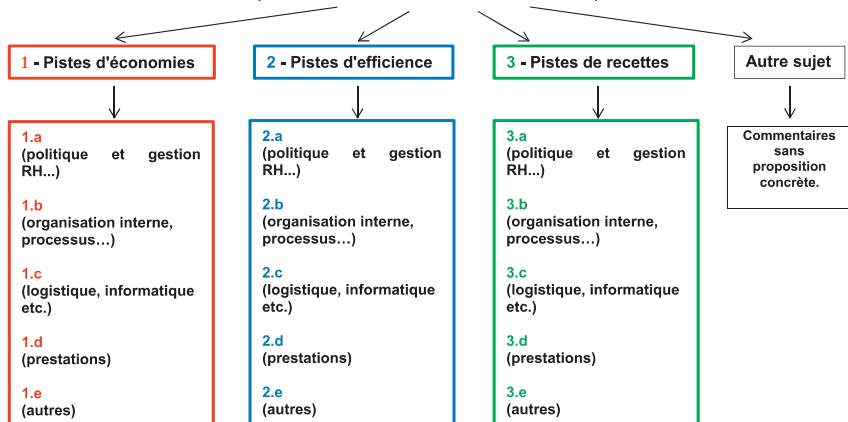 1 - Pistes d'économies
2 - Pistes d'efficience
3 - Pistes de recettes
Autre sujet
1.a
(politique et gestion
RH...)
1.b
(organisation interne,
processus…)
1.c
(logistique, informatique
etc.)
1.d
(prestations)
1.e
(autres)
2.a
(politique et gestion
RH...)
2.b
(organisation interne,
processus…)
2.c
(logistique, informatique
etc.)
2.d
(prestations)
2.e
(autres)
3.a
(politique et gestion
RH...)
3.b
(organisation interne,
processus…)
3.c
(logistique, informatique
etc.)
3.d
(prestations)
3.e
(autres)
Commentaires
sans
proposition
concrète.